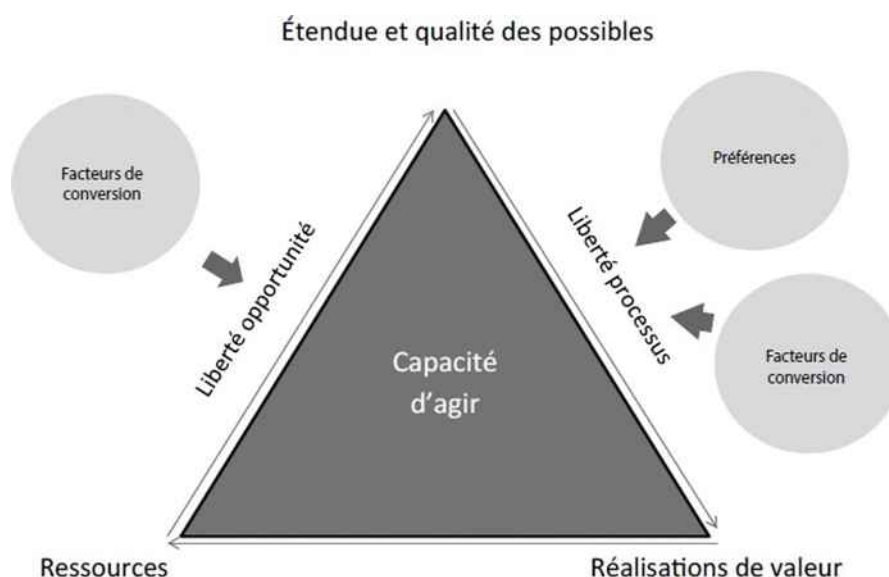 Étendue et qualité des possibles
Facteurs de
conversion
Préférences
Liberté opportunité
Liberté processus
Facteurs de
conversion
Capacité
d'agir
Ressources
Réalisations de valeur